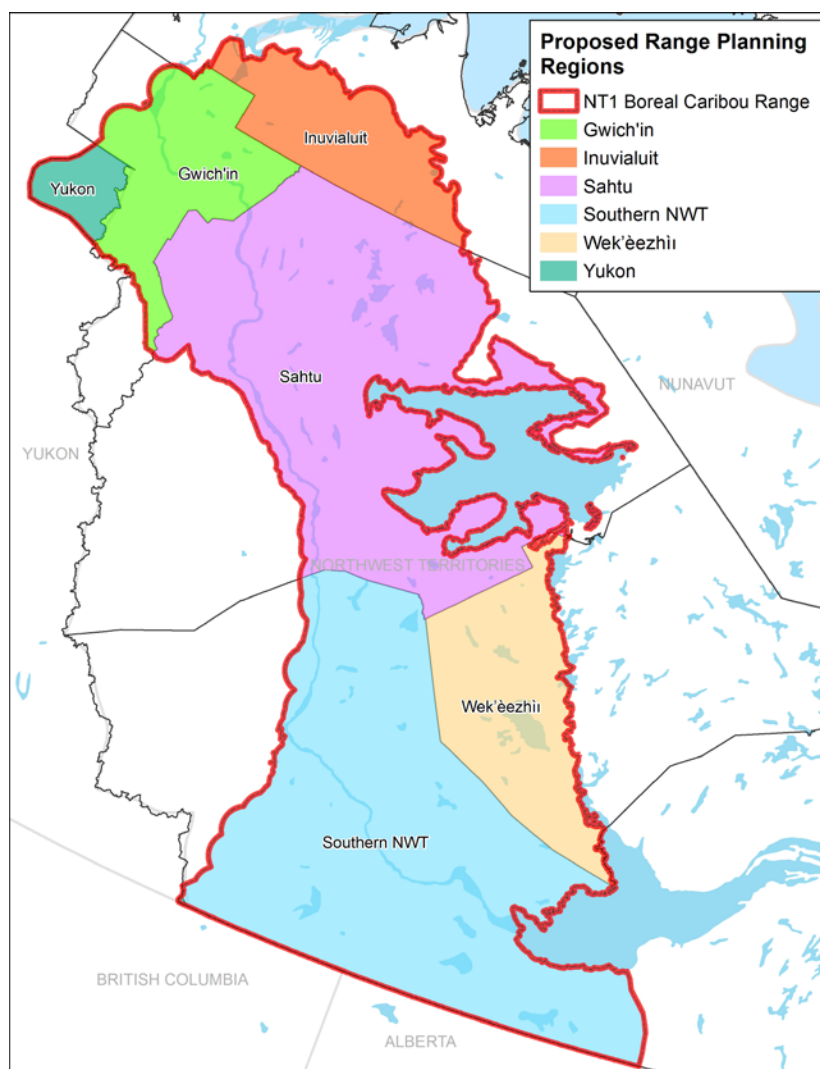 Proposed Range Planning
Regions
NT1 Boreal Caribou Range
Gwich'in
Inuvialuit
Sahtu
Southern NWT
Wek'èezhìı
Yukon
Inuvialuit
Gwich'in
Yukon
Sahtu
NUNAVUT
YUKON
NORTHWEST TERRITORIES
Wek'èezhìı
Southern NWT
BRITISH COLUMBIA
ALBERTA